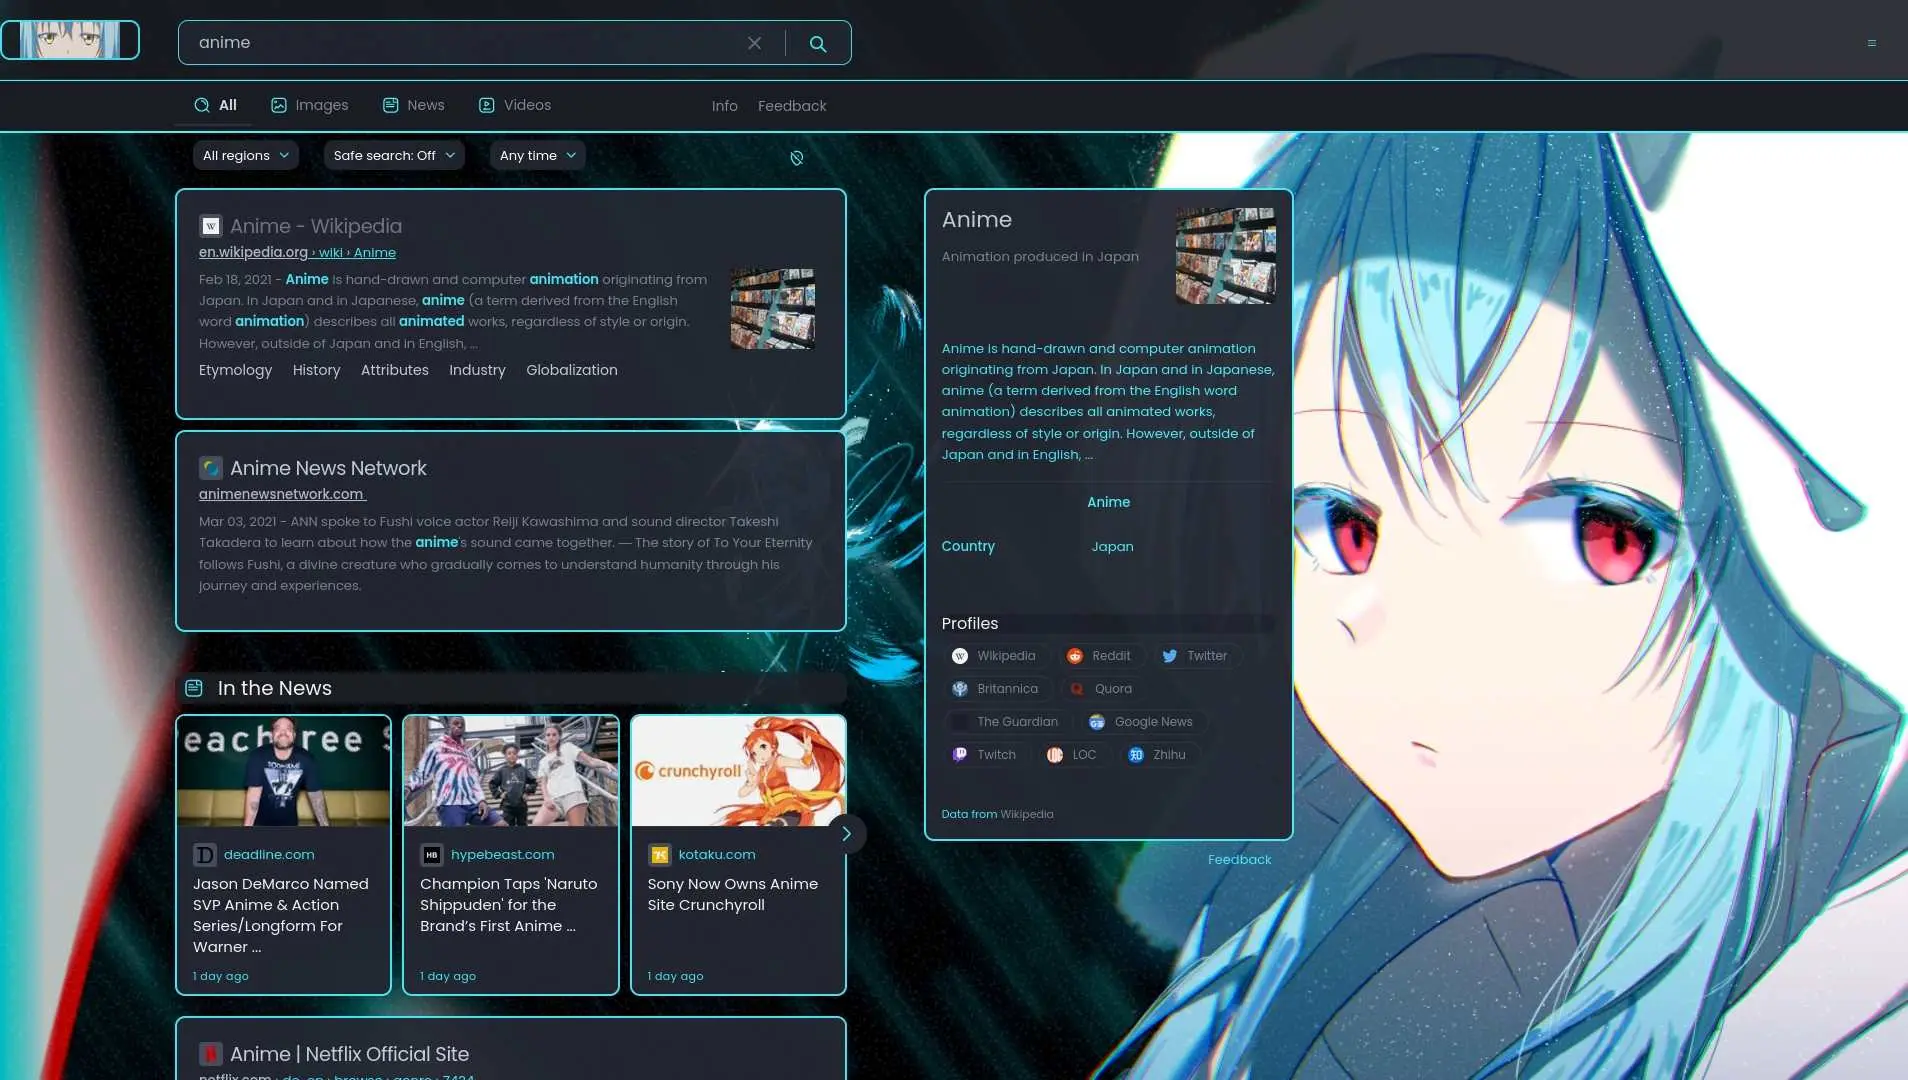 anime
All
Images
News
Videos
Info
Feedback
All regions
Safe search: Off
Any time
Anime - Wikipedia
en.wikipedia.org › wiki › Anime
Feb 18, 2021 - Anime is hand-drawn and computer animation originating from
Japan. In Japan and in Japanese, anime (a term derived from the English
word animation) describes all animated works, regardless of style or origin.
However, outside of Japan and in English, ...
Etymology History Attributes Industry Globalization
Anime News Network
animenewsnetwork.com
Mar 03, 2021 - ANN spoke to Fushi voice actor Reiji Kawashima and sound director Takeshi
Takadera to learn about how the anime's sound came together. — The story of To Your Eternity
follows Fushi, a divine creature who gradually comes to understand humanity through his
journey and experiences.
In the News
crunchyroll
deadline.com
Jason DeMarco Named
SVP Anime & Action
Series/Longform For
Warner ...
1 day ago
HB
hypebeast.com
Champion Taps 'Naruto
Shippuden' for the
Brand's First Anime ...
1 day ago
kotaku.com
Sony Now Owns Anime
Site Crunchyroll
1 day ago
Anime | Netflix Official Site
netflix.com › de-en › browse › genre › 7424
Anime
Animation produced in Japan
Anime is hand-drawn and computer animation
originating from Japan. In Japan and in Japanese,
anime (a term derived from the English word
animation) describes all animated works,
regardless of style or origin. However, outside of
Japan and in English, ...
Anime
Country Japan
Profiles
Wikipedia Reddit Twitter
Britannica Quora
The Guardian Google News
Twitch LOC 知 Zhihu
Data from Wikipedia
Feedback